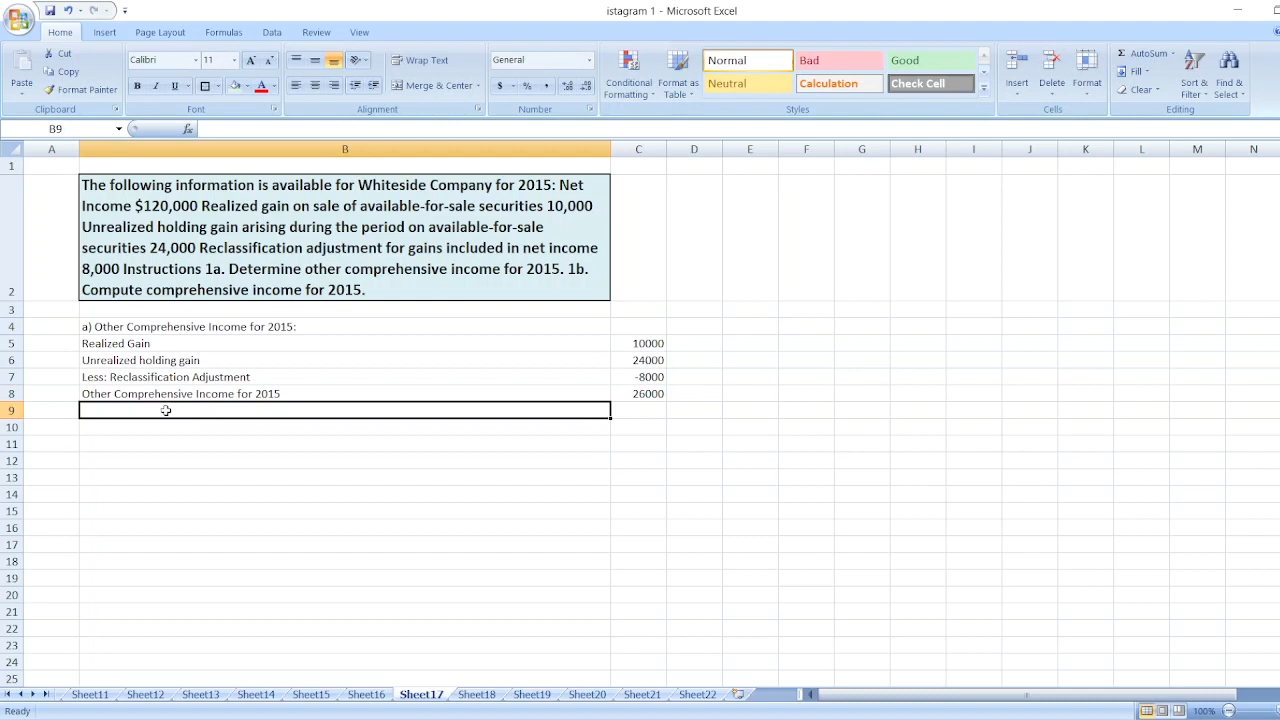 istagram 1 - Microsoft Excel
Home Insert Page Layout Formulas Data Review View
Paste
Cut
Copy
Format Painter
Clipboard
Calibri 11
B I U A
Font
Wrap Text
Merge & Center
Alignment
General
$ % ,
Number
Conditional Formatting
Format as Table
Normal Bad Good
Neutral Calculation Check Cell
Styles
Insert Delete Format
Cells
Σ AutoSum
Fill
Clear
Sort & Filter
Find & Select
Editing
B9 fx
A B C D E F G H I J K L M N
1
The following information is available for Whiteside Company for 2015: Net
Income $120,000 Realized gain on sale of available-for-sale securities 10,000
Unrealized holding gain arising during the period on available-for-sale
securities 24,000 Reclassification adjustment for gains included in net income
8,000 Instructions 1a. Determine other comprehensive income for 2015. 1b.
2 Compute comprehensive income for 2015.
3
4 a) Other Comprehensive Income for 2015:
5 Realized Gain 10000
6 Unrealized holding gain 24000
7 Less: Reclassification Adjustment -8000
8 Other Comprehensive Income for 2015 26000
9
10
11
12
13
14
15
16
17
18
19
20
21
22
23
24
25
Sheet11 Sheet12 Sheet13 Sheet14 Sheet15 Sheet16 Sheet17 Sheet18 Sheet19 Sheet20 Sheet21 Sheet22
Ready 100%